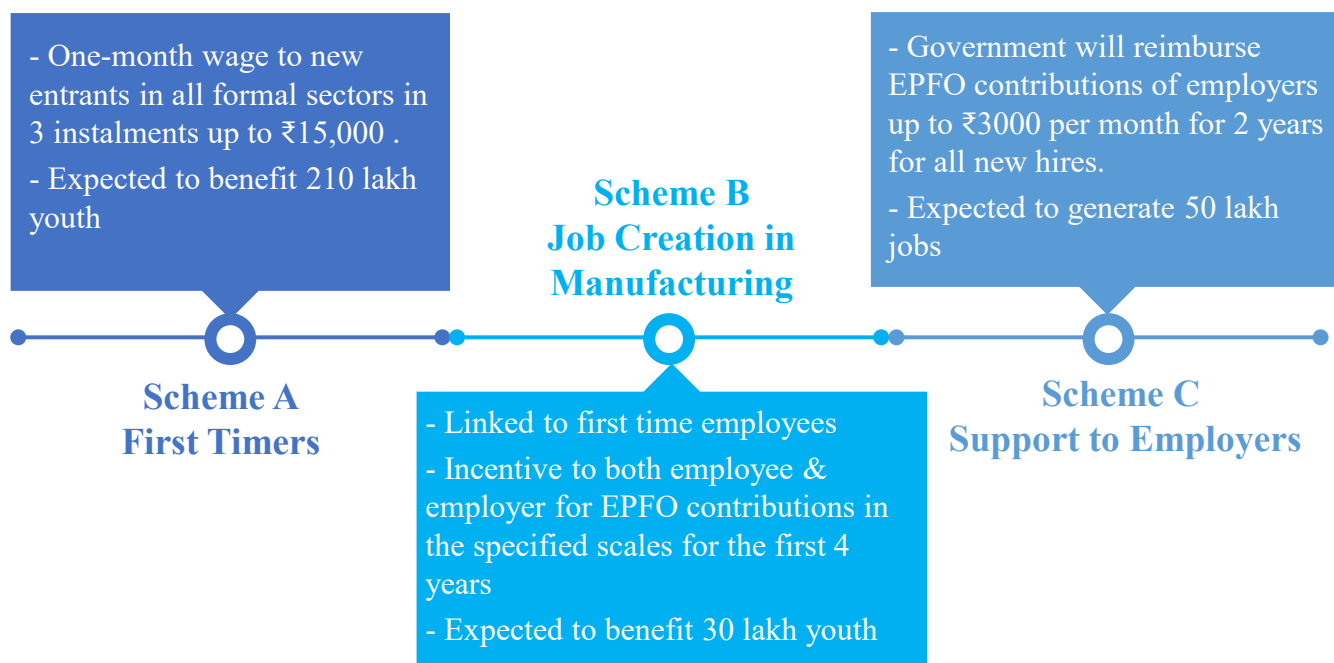 - One-month wage to new
entrants in all formal sectors in
3 instalments up to ₹15,000 .
- Expected to benefit 210 lakh
youth
Scheme A
First Timers
Scheme B
Job Creation in
Manufacturing
- Linked to first time employees
- Incentive to both employee &
employer for EPFO contributions in
the specified scales for the first 4
years
- Expected to benefit 30 lakh youth
- Government will reimburse
EPFO contributions of employers
up to ₹3000 per month for 2 years
for all new hires.
- Expected to generate 50 lakh
jobs
Scheme C
Support to Employers